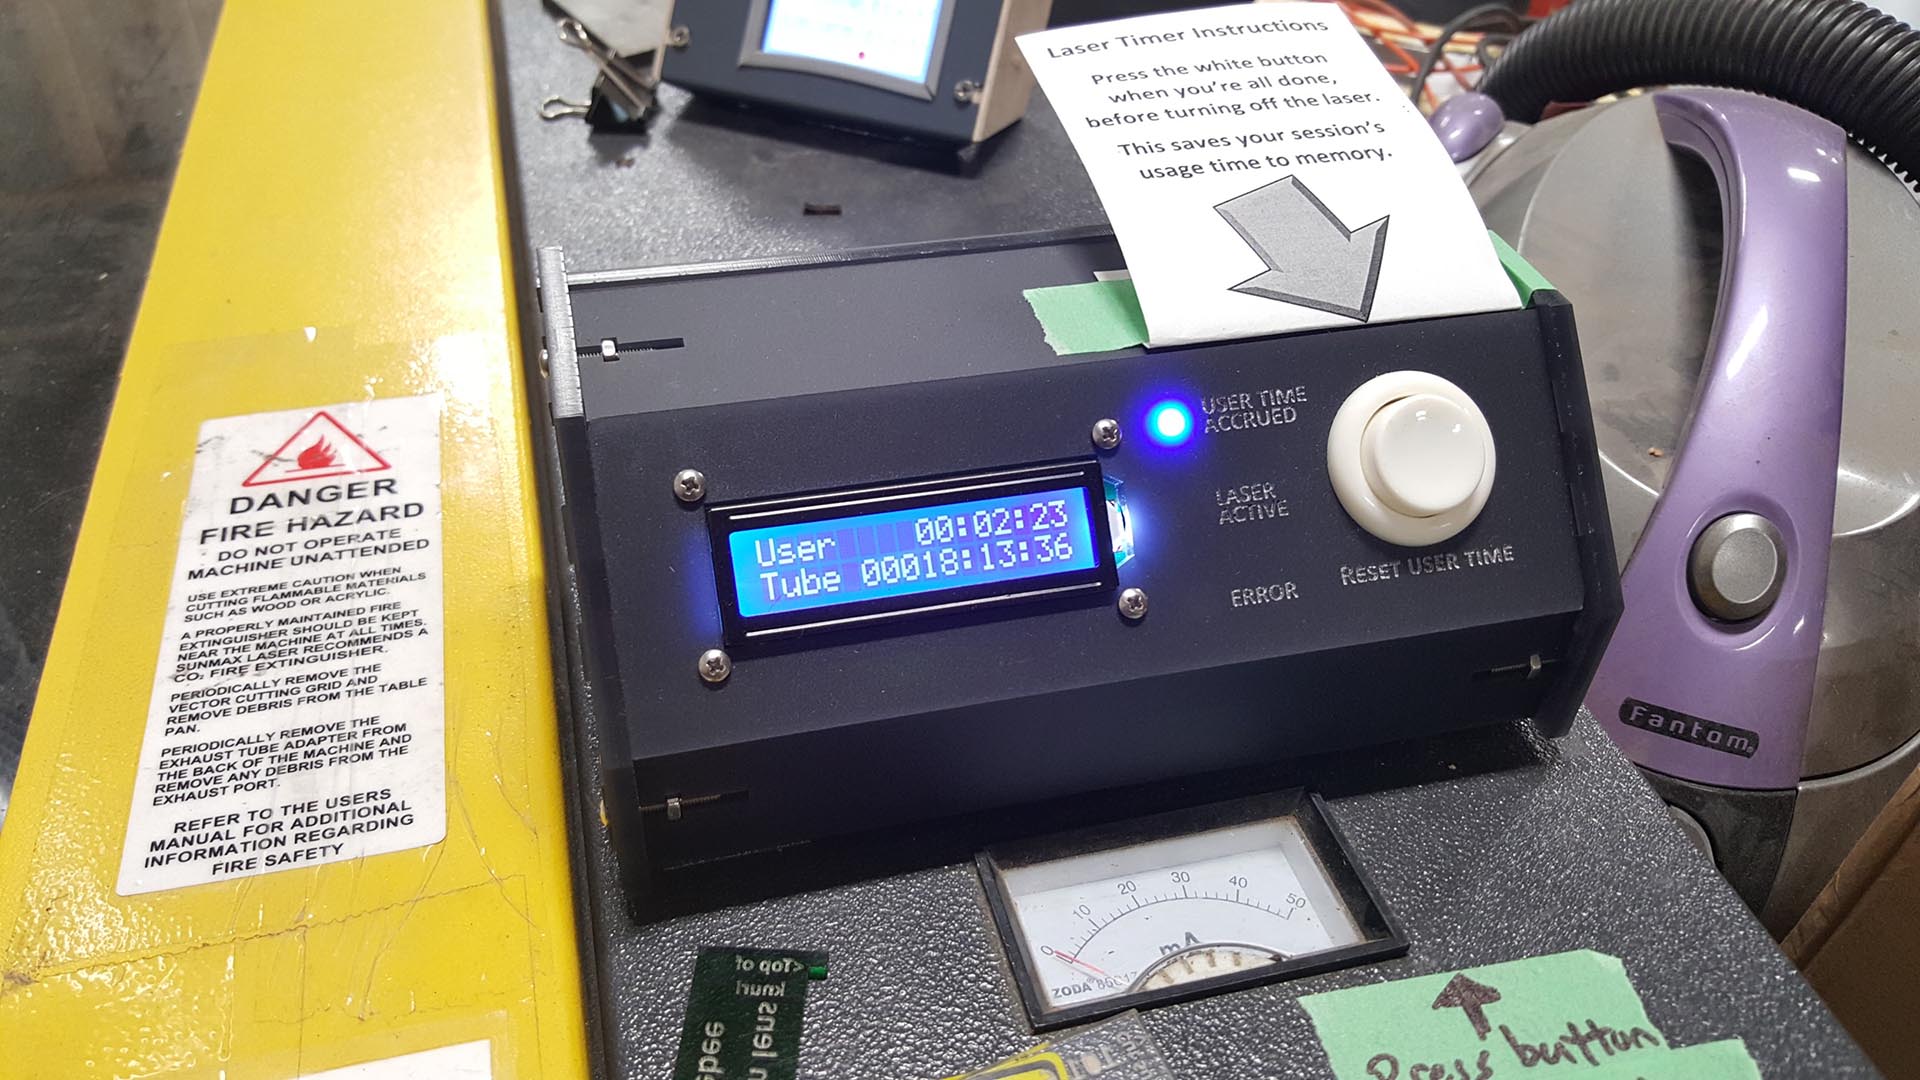 Laser Timer Instructions
Press the white button
when you're all done,
before turning off the laser.
This saves your session's
usage time to memory.
USER TIME
ACCRUED
LASER
ACTIVE
ERROR
RESET USER TIME
User 00:02:23
Tube 00018:13:36
DANGER
FIRE HAZARD
DO NOT OPERATE
MACHINE UNATTENDED
USE EXTREME CAUTION WHEN
CUTTING FLAMMABLE MATERIALS
SUCH AS WOOD OR ACRYLIC.
A PROPERLY MAINTAINED FIRE
EXTINGUISHER SHOULD BE KEPT
NEAR THE MACHINE AT ALL TIMES.
SUNMAX LASER RECOMMENDS A
CO₂ FIRE EXTINGUISHER.
PERIODICALLY REMOVE THE
VECTOR CUTTING GRID AND
REMOVE DEBRIS FROM THE TABLE
PAN.
PERIODICALLY REMOVE THE
EXHAUST TUBE ADAPTER FROM
THE BACK OF THE MACHINE AND
REMOVE ANY DEBRIS FROM THE
EXHAUST PORT.
REFER TO THE USERS
MANUAL FOR ADDITIONAL
INFORMATION REGARDING
FIRE SAFETY
Fantom
0 10 20 30 40 50
mA
ZODA
<Top of
knurl
n lens
ebee
Press button